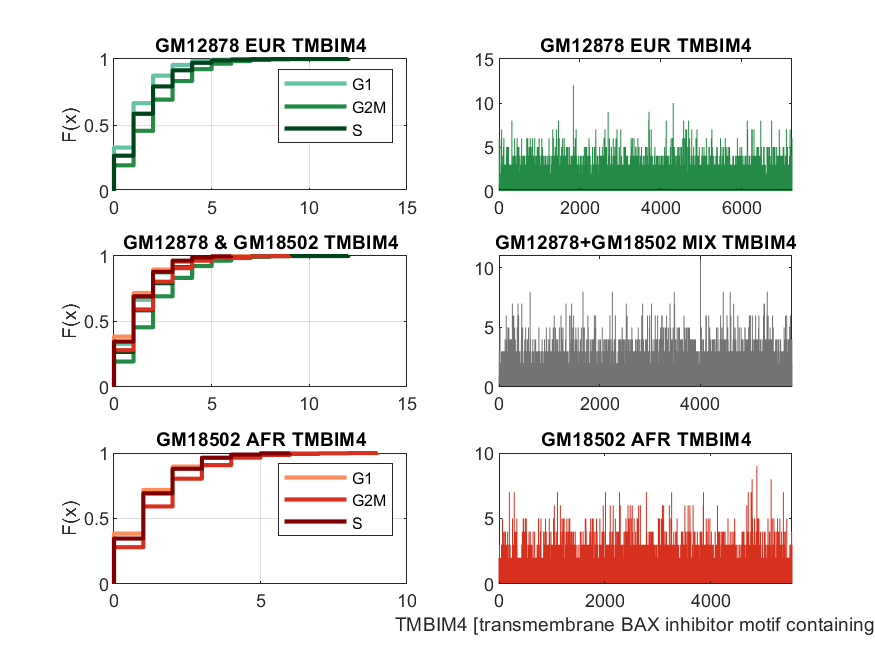 GM12878 EUR TMBIM4
1
0.5
1
0
5
10
15
F(x)
G1
G2M
S
GM12878 EUR TMBIM4
15
10
5
0
0
2000
4000
6000
GM12878 & GM18502 TMBIM4
1
0.5
0
0
5
10
15
F(x)
GM12878+GM18502 MIX TMBIM4
10
5
0
0
2000
4000
GM18502 AFR TMBIM4
1
0.5
0
0
5
10
F(x)
G1
G2M
S
GM18502 AFR TMBIM4
10
5
0
0
2000
4000
TMBIM4 [transmembrane BAX inhibitor motif containing